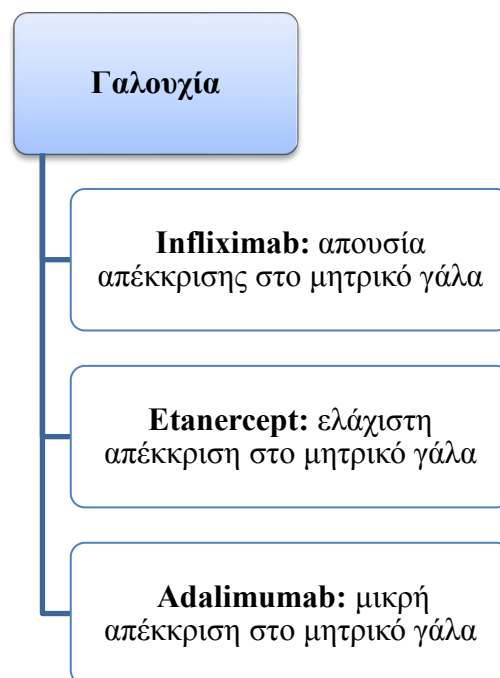 Γαλουχία
Infliximab: απουσία
απέκκρισης στο μητρικό γάλα
Etanercept: ελάχιστη
απέκκριση στο μητρικό γάλα
Adalimumab: μικρή
απέκκριση στο μητρικό γάλα